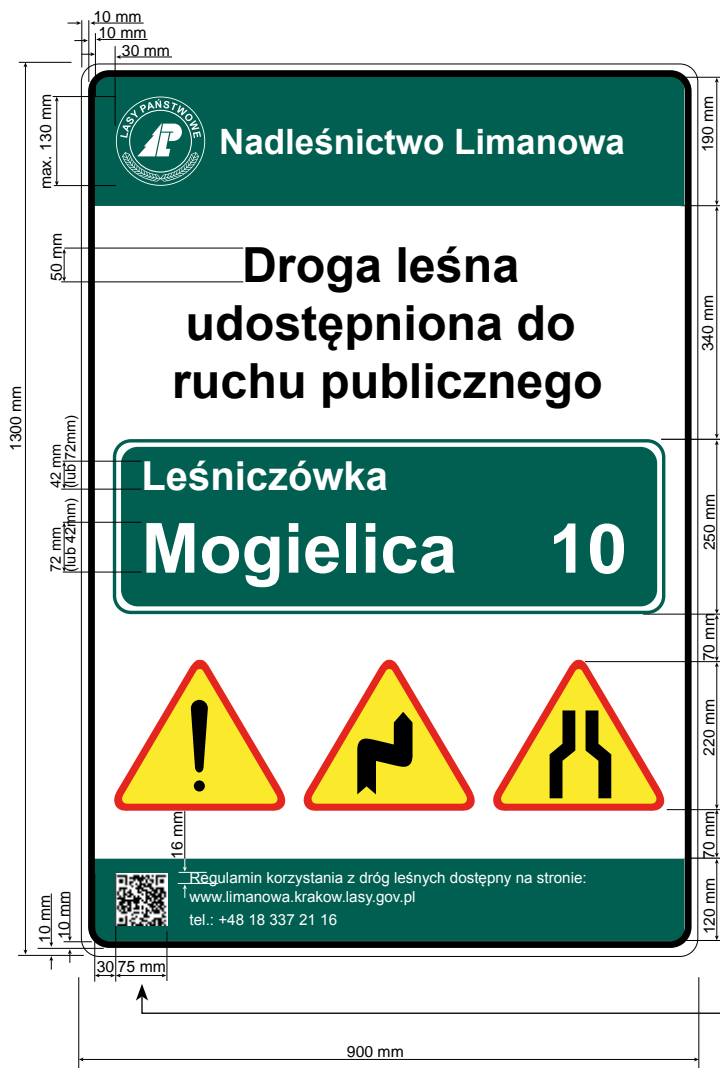 10 mm
10 mm
30 mm
max. 130 mm
LASY PAŃSTWOWE
Nadleśnictwo Limanowa
190 mm
50 mm
Droga leśna
udostępniona do
ruchu publicznego
340 mm
1300 mm
42 mm
(lub 72mm)
Leśniczówka
72 mm
(lub 42mm)
Mogielica 10
250 mm
70 mm
220 mm
70 mm
16 mm
Regulamin korzystania z dróg leśnych dostępny na stronie:
www.limanowa.krakow.lasy.gov.pl
tel.: +48 18 337 21 16
120 mm
10 mm
10 mm
30 75 mm
900 mm